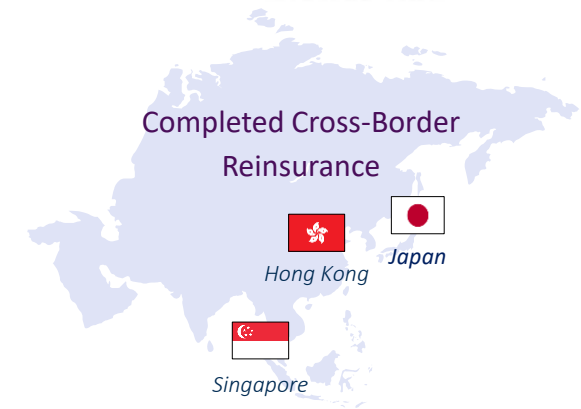 Completed Cross-Border
Reinsurance
Japan
Hong Kong
Singapore